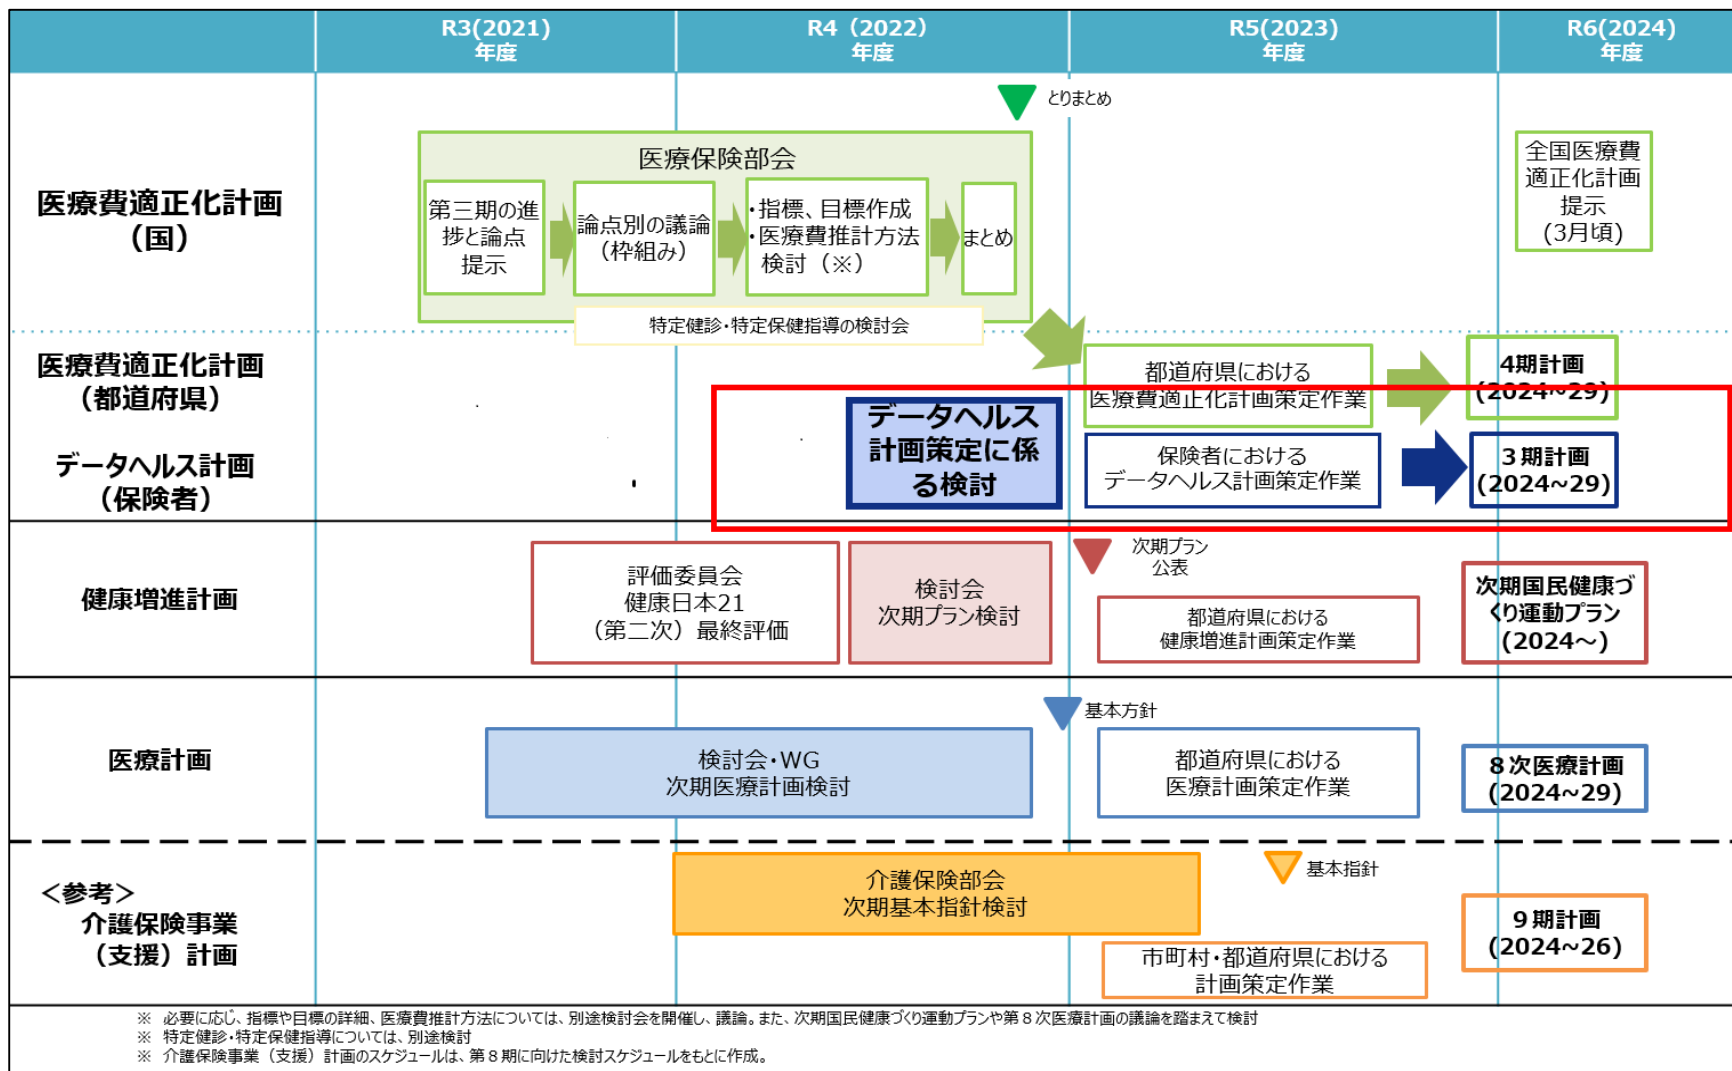 R3(2021)
年度
R4（2022）
年度
R5(2023)
年度
R6(2024)
年度
医療費適正化計画
（国）
とりまとめ
医療保険部会
第三期の進
捗と論点
提示
論点別の議論
（枠組み）
・指標、目標作成
・医療費推計方法
検討（※）
まとめ
特定健診・特定保健指導の検討会
全国医療費
適正化計画
提示
(3月頃)
医療費適正化計画
（都道府県）
都道府県における
医療費適正化計画策定作業
4期計画
(2024~29)
データヘルス計画
（保険者）
データヘルス
計画策定に係
る検討
保険者における
データヘルス計画策定作業
３期計画
(2024~29)
健康増進計画
評価委員会
健康日本21
（第二次）最終評価
検討会
次期プラン検討
次期プラン
公表
都道府県における
健康増進計画策定作業
次期国民健康づ
くり運動プラン
(2024～)
医療計画
検討会・WG
次期医療計画検討
基本方針
都道府県における
医療計画策定作業
８次医療計画
(2024~29)
＜参考＞
介護保険事業
（支援）計画
介護保険部会
次期基本指針検討
基本指針
市町村・都道府県における
計画策定作業
９期計画
(2024~26)
※　必要に応じ、指標や目標の詳細、医療費推計方法については、別途検討会を開催し、議論。また、次期国民健康づくり運動プランや第８次医療計画の議論を踏まえて検討
※　特定健診・特定保健指導については、別途検討
※　介護保険事業（支援）計画のスケジュールは、第８期に向けた検討スケジュールをもとに作成。